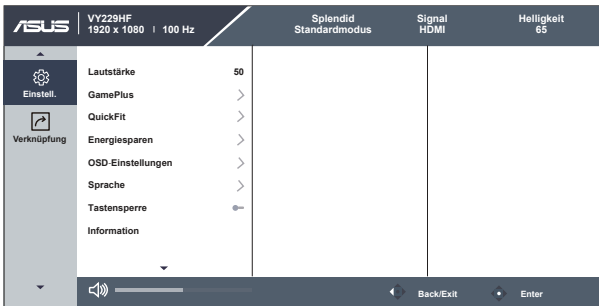 ASUS
VY229HF
1920 x 1080 | 100 Hz
Splendid
Standardmodus
Signal
HDMI
Helligkeit
65
Einstell.
Verknüpfung
Lautstärke 50
GamePlus
QuickFit
Energiesparen
OSD-Einstellungen
Sprache
Tastensperre
Information
Back/Exit
Enter